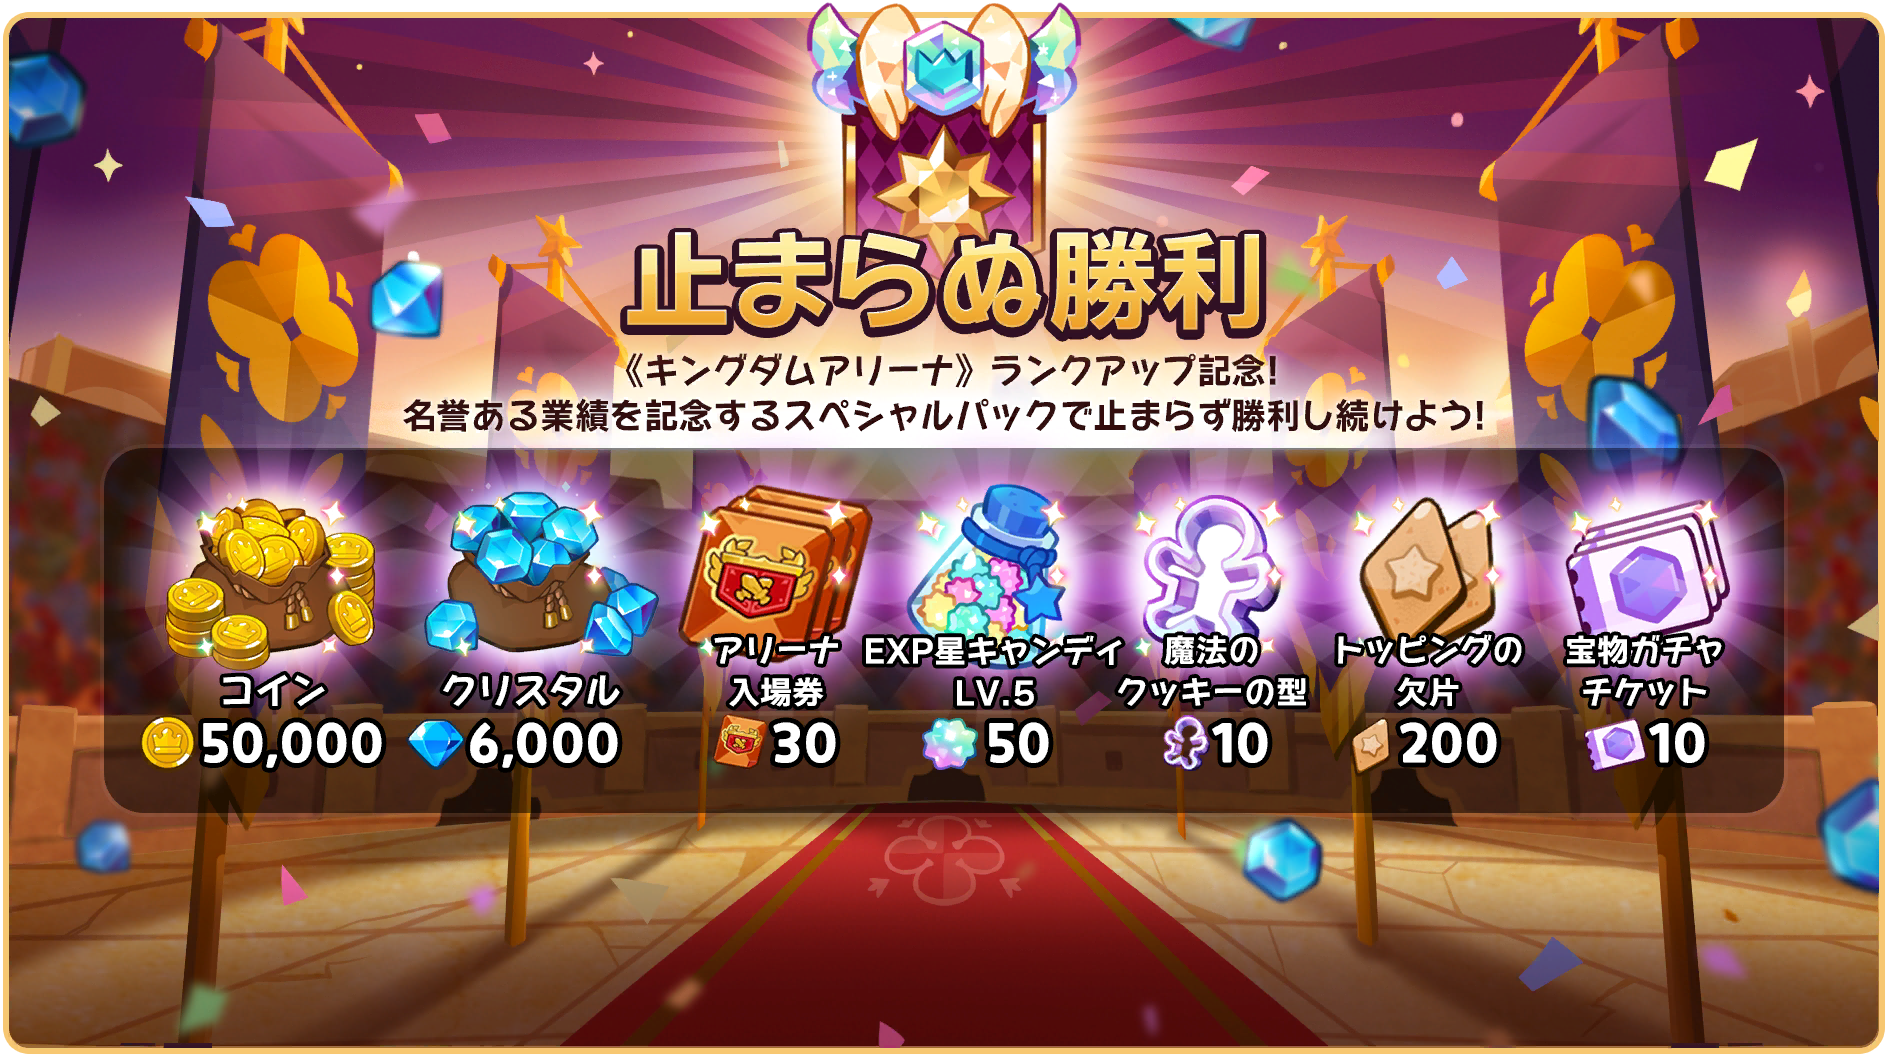 止まらぬ勝利
《キングダムアリーナ》ランクアップ記念!
名誉ある業績を記念するスペシャルパックで止まらず勝利し続けよう!
コイン
50,000
クリスタル
6,000
アリーナ
入場券
30
EXP星キャンディ
LV.5
50
魔法の
クッキーの型
10
トッピングの
欠片
200
宝物ガチャ
チケット
10